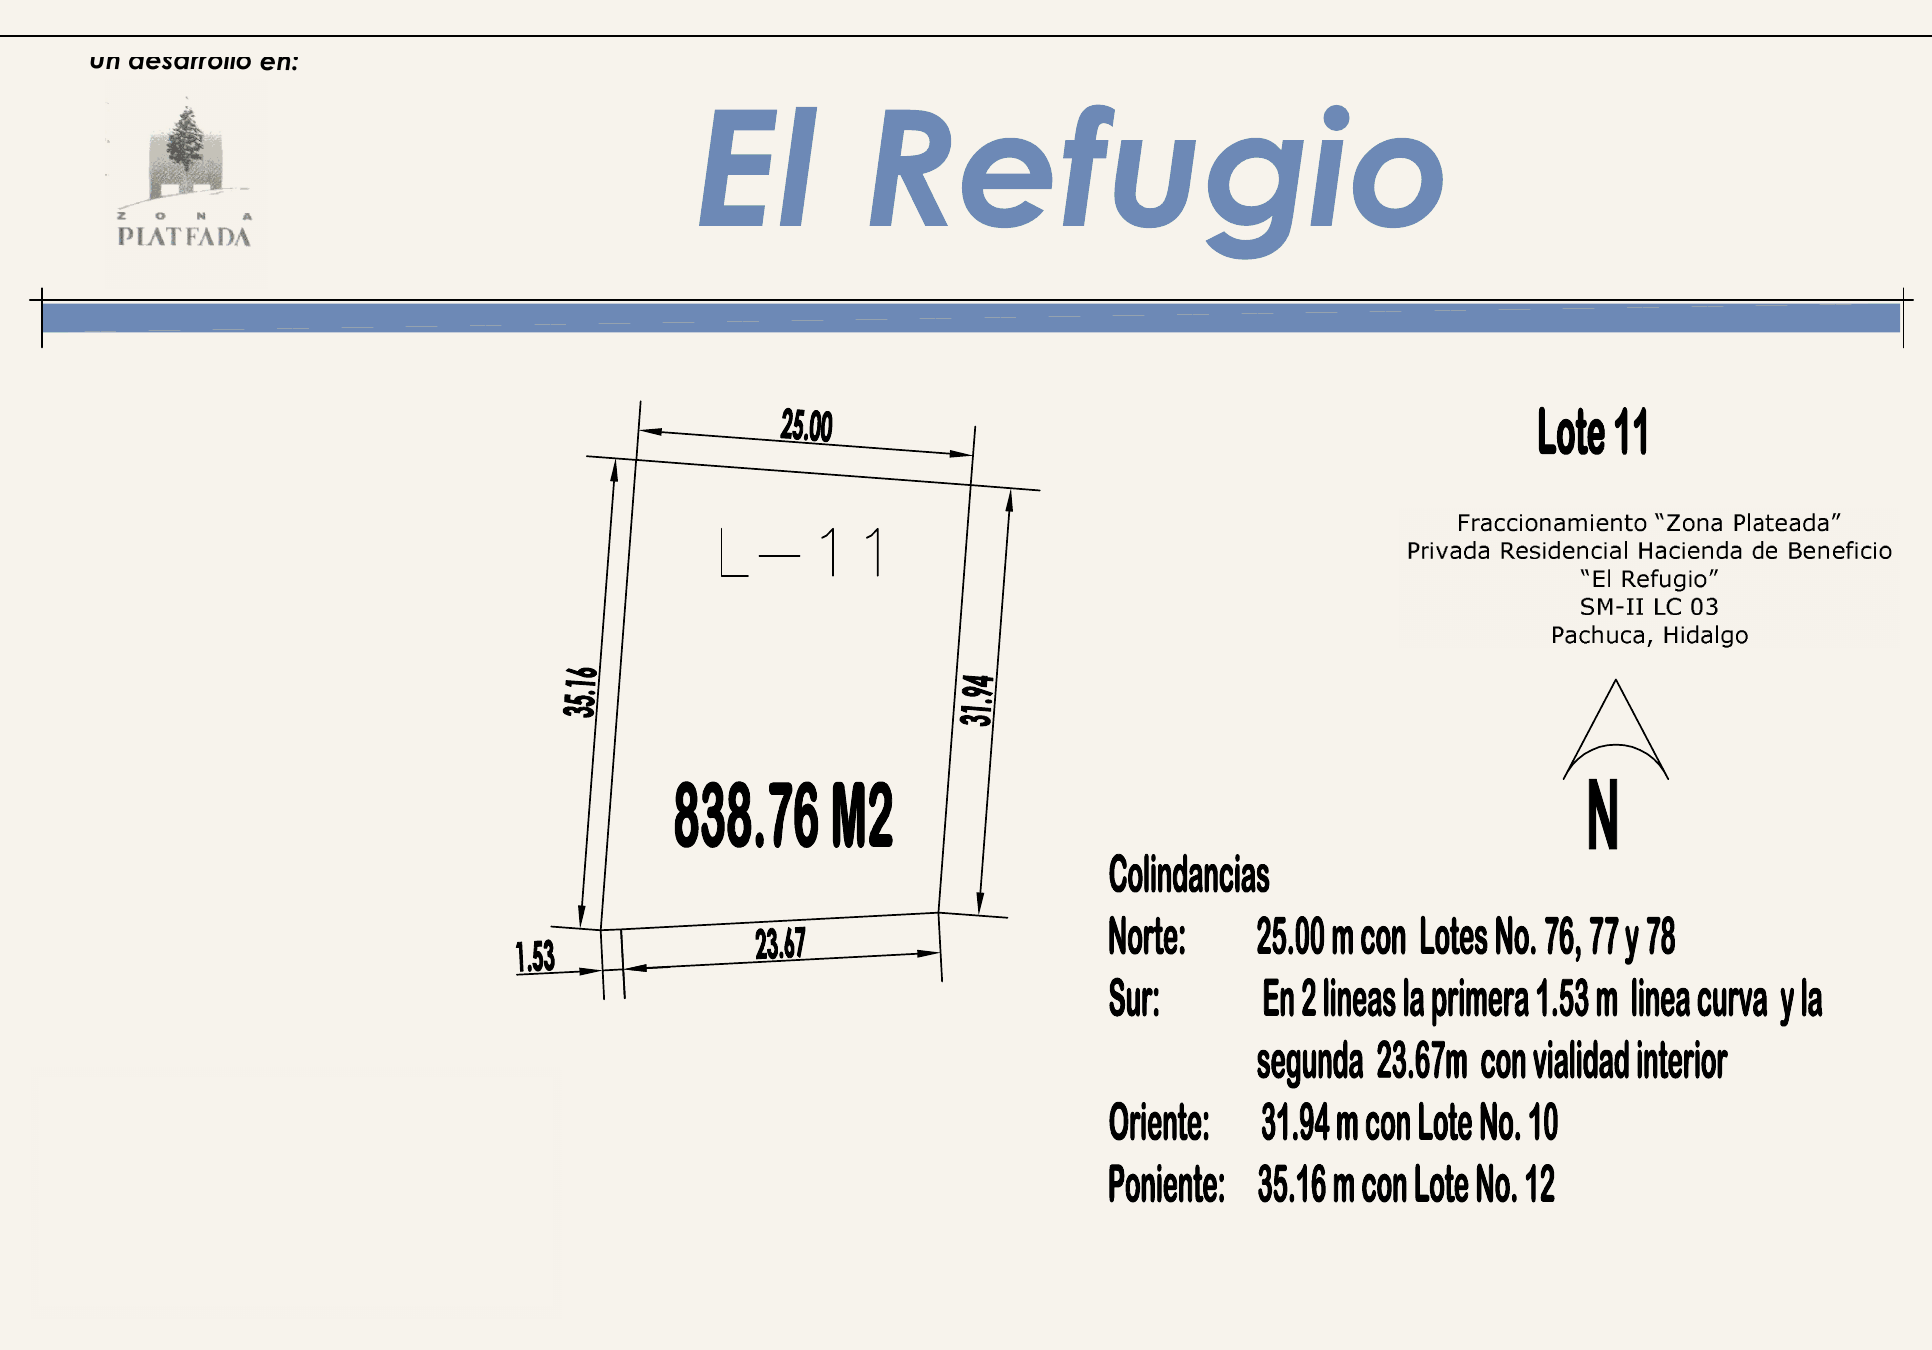 un desarrollo en:
ZONA
PLATEADA
El Refugio
25.00
Lote 11
L-11
Fraccionamiento “Zona Plateada”
Privada Residencial Hacienda de Beneficio
“El Refugio”
SM-II LC 03
Pachuca, Hidalgo
35.16
31.94
838.76 M2
N
1.53
23.67
Colindancias
Norte: 25.00 m con Lotes No. 76, 77 y 78
Sur: En 2 lineas la primera 1.53 m linea curva y la
segunda 23.67m con vialidad interior
Oriente: 31.94 m con Lote No. 10
Poniente: 35.16 m con Lote No. 12